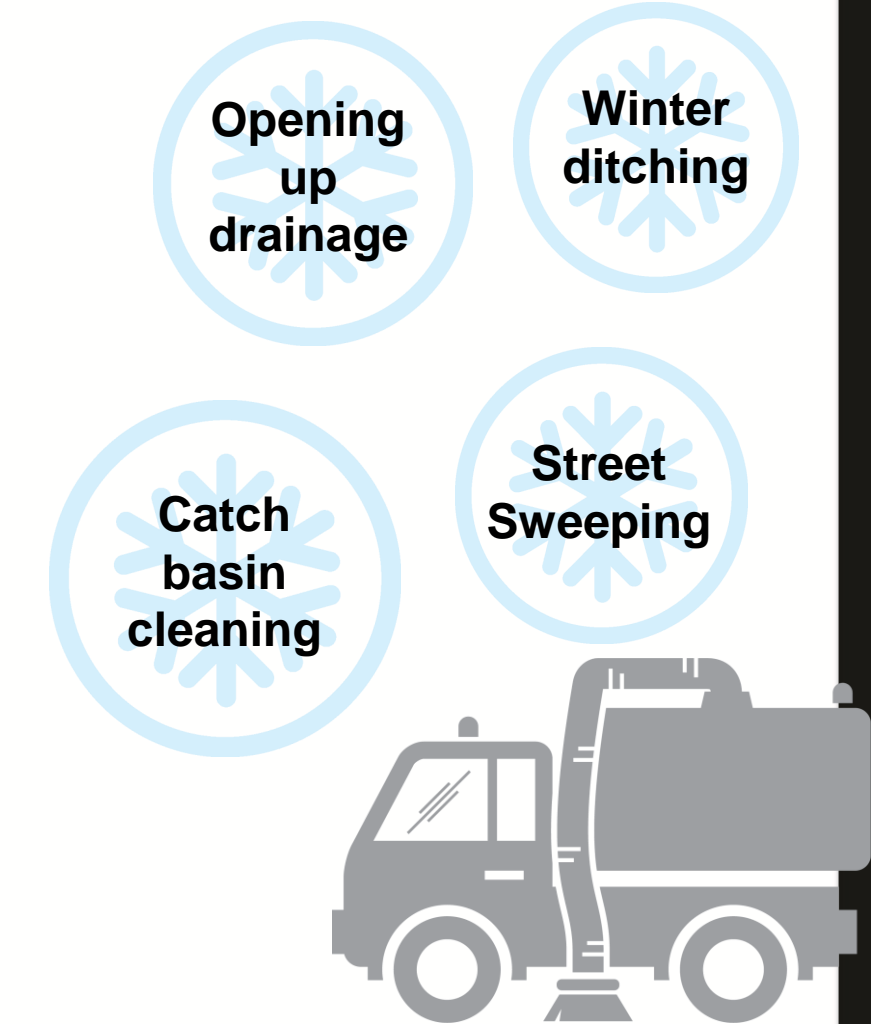 Opening
up
drainage
Winter
ditching
Catch
basin
cleaning
Street
Sweeping